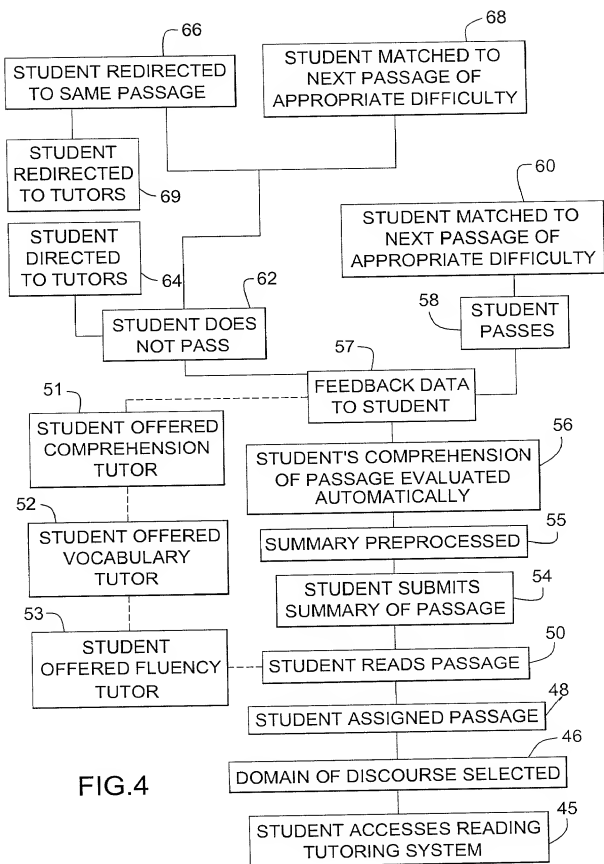 66
STUDENT REDIRECTED
TO SAME PASSAGE
68
STUDENT MATCHED TO
NEXT PASSAGE OF
APPROPRIATE DIFFICULTY
STUDENT
REDIRECTED
TO TUTORS
69
60
STUDENT MATCHED TO
NEXT PASSAGE OF
APPROPRIATE DIFFICULTY
STUDENT
DIRECTED
TO TUTORS
64
62
STUDENT DOES
NOT PASS
58
STUDENT
PASSES
57
FEEDBACK DATA
TO STUDENT
51
STUDENT OFFERED
COMPREHENSION
TUTOR
56
STUDENT'S COMPREHENSION
OF PASSAGE EVALUATED
AUTOMATICALLY
52
STUDENT OFFERED
VOCABULARY
TUTOR
55
SUMMARY PREPROCESSED
54
STUDENT SUBMITS
SUMMARY OF PASSAGE
53
STUDENT
OFFERED FLUENCY
TUTOR
50
STUDENT READS PASSAGE
48
STUDENT ASSIGNED PASSAGE
46
DOMAIN OF DISCOURSE SELECTED
45
STUDENT ACCESSES READING
TUTORING SYSTEM
FIG.4